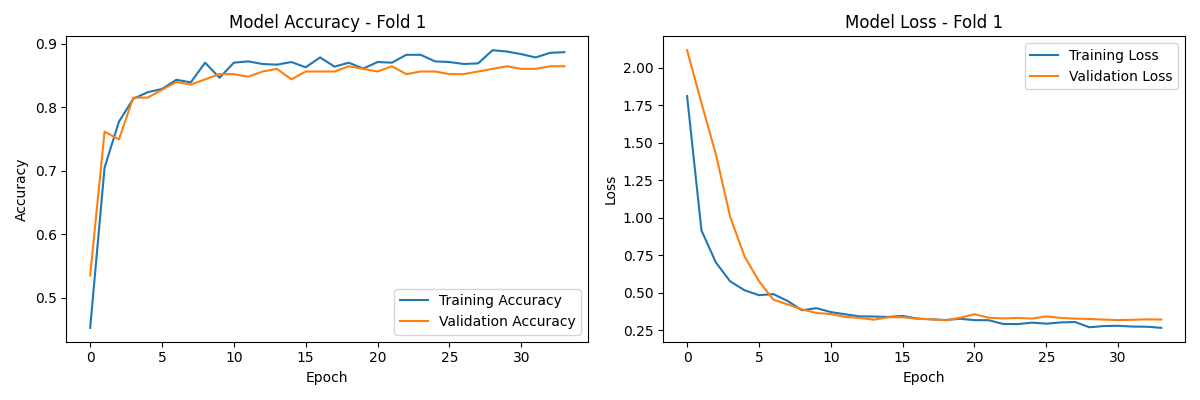 Model Accuracy - Fold 1
0.9
0.8
0.7
0.6
0.5
Accuracy
0 5 10 15 20 25 30
Epoch
Training Accuracy
Validation Accuracy
Model Loss - Fold 1
2.00
1.75
1.50
1.25
1.00
0.75
0.50
0.25
Loss
0 5 10 15 20 25 30
Epoch
Training Loss
Validation Loss